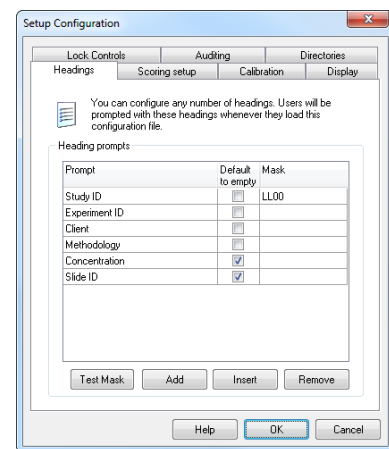 Setup Configuration
Lock Controls Auditing Directories
Headings Scoring setup Calibration Display
You can configure any number of headings. Users will be
prompted with these headings whenever they load this
configuration file.
Heading prompts
Prompt Default to empty Mask
Study ID LL00
Experiment ID
Client
Methodology
Concentration
Slide ID
Test Mask Add Insert Remove
Help OK Cancel